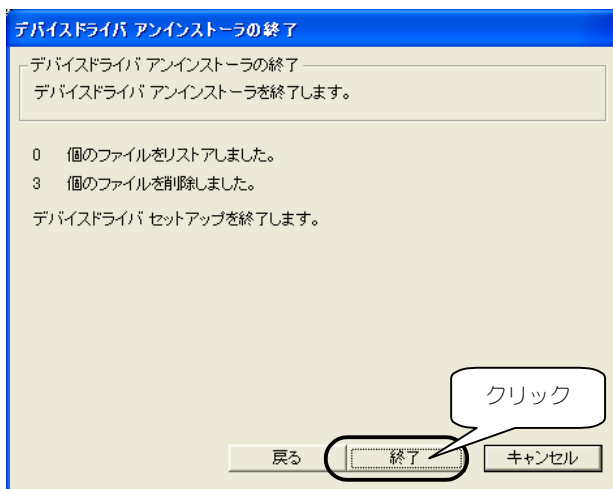 デバイスドライバ アンインストーラの終了
デバイスドライバ アンインストーラの終了
デバイスドライバ アンインストーラを終了します。
0 個のファイルをリストアしました。
3 個のファイルを削除しました。
デバイスドライバ セットアップを終了します。
クリック
戻る 終了 キャンセル